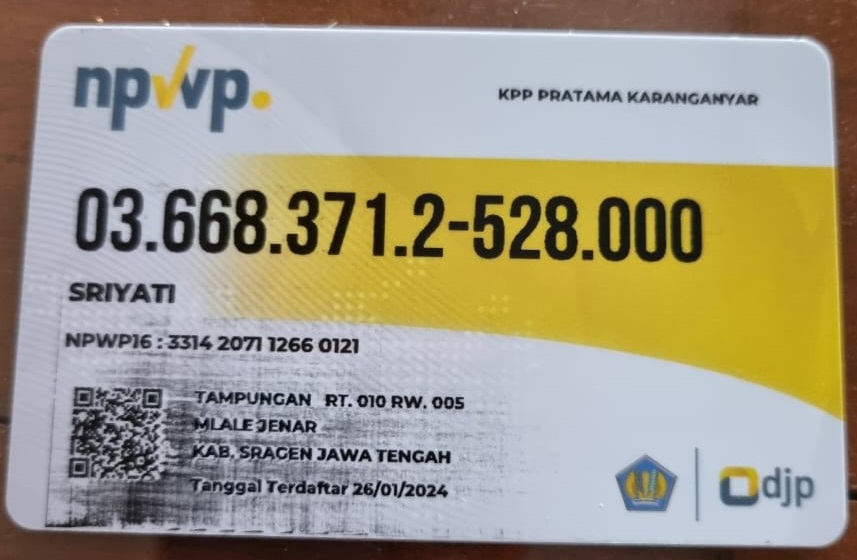 npwp.
KPP PRATAMA KARANGANYAR
03.668.371.2-528.000
SRIYATI
NPWP16 : 3314 2071 1266 0121
TAMPUNGAN RT. 010 RW. 005
MLALE JENAR
KAB. SRAGEN JAWA TENGAH
Tanggal Terdaftar 26/01/2024
djp